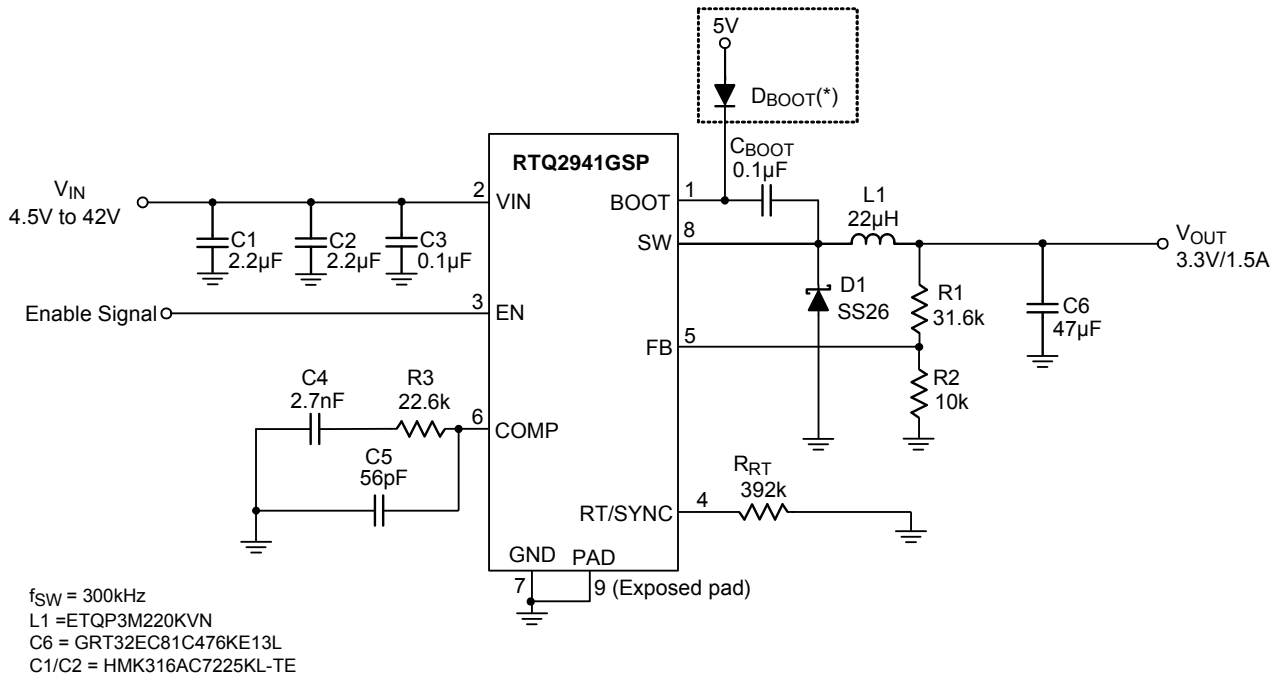 5V
DBOOT(*)
CBOOT
0.1µF
RTQ2941GSP
VIN
4.5V to 42V
2
VIN
BOOT
1
L1
22µH
SW
8
VOUT
3.3V/1.5A
C1
2.2µF
C2
2.2µF
C3
0.1µF
D1
SS26
R1
31.6k
C6
47µF
Enable Signal
3
EN
FB
5
R2
10k
C4
2.7nF
R3
22.6k
6
COMP
C5
56pF
RRT
392k
RT/SYNC
4
GND
PAD
7
9 (Exposed pad)
fSW = 300kHz
L1 =ETQP3M220KVN
C6 = GRT32EC81C476KE13L
C1/C2 = HMK316AC7225KL-TE